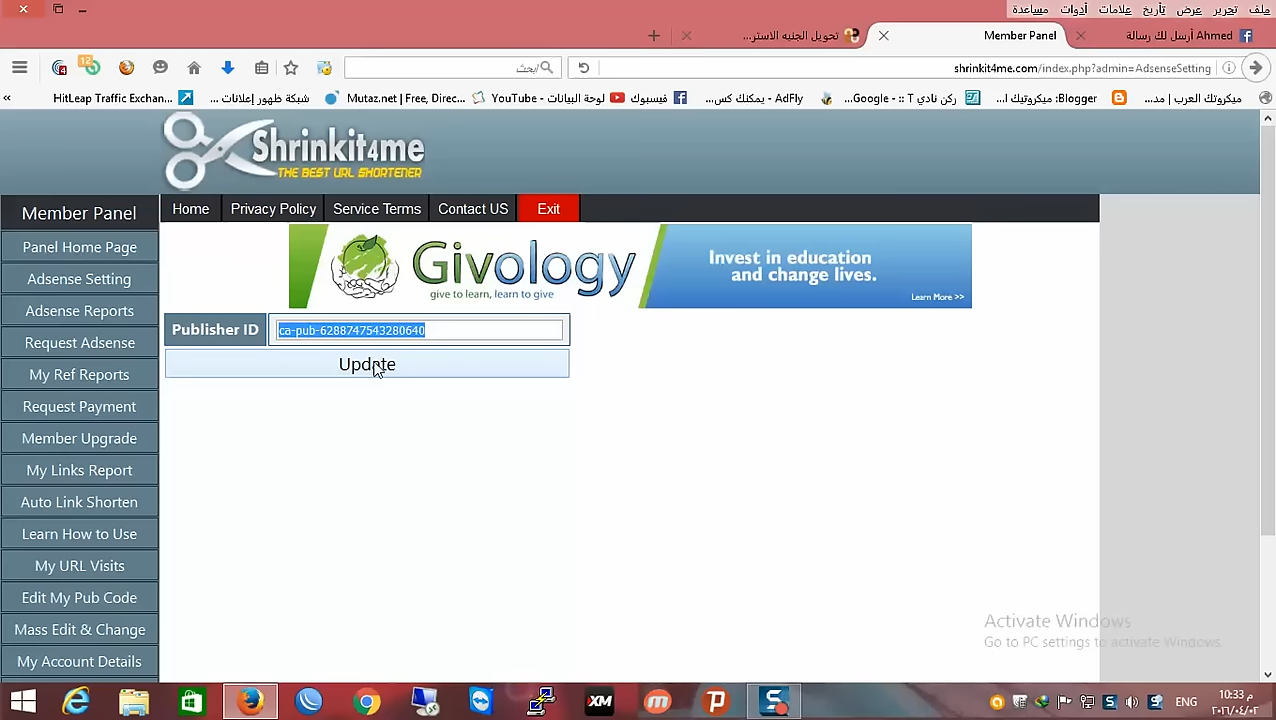 ملف تحرير عرض تأريخ علامات أدوات مساعدة
Ahmed أرسل لك رسالة
Member Panel
تحويل الجنيه الاستر...
shrinkit4me.com/index.php?admin=AdsenseSetting
بحث
12
ميكروتك العرب | مد...
Blogger: ميكروتيك ا...
ركن نادي T :: - Google...
AdFly - يمكنك كس...
فيسبوك
لوحة البيانات - YouTube
Mutaz.net | Free, Direc...
شبكة ظهور إعلانات ...
HitLeap Traffic Exchan...
Shrinkit4me
THE BEST URL SHORTENER
Member Panel
Home
Privacy Policy
Service Terms
Contact US
Exit
Panel Home Page
Adsense Setting
Adsense Reports
Request Adsense
My Ref Reports
Request Payment
Member Upgrade
My Links Report
Auto Link Shorten
Learn How to Use
My URL Visits
Edit My Pub Code
Mass Edit & Change
My Account Details
Givology
give to learn, learn to give
Invest in education
and change lives.
Learn More >>
Publisher ID
ca-pub-6288747543280640
Update
Activate Windows
Go to PC settings to activate Windows.
XM
ENG
10:33 م
٢٠١٦/٠٤/٠٢